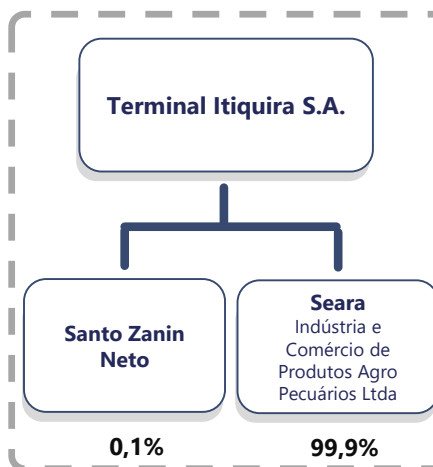 Terminal Itiquira S.A.
Santo Zanin
Neto
Seara
Indústria e
Comércio de
Produtos Agro
Pecuários Ltda
0,1%
99,9%